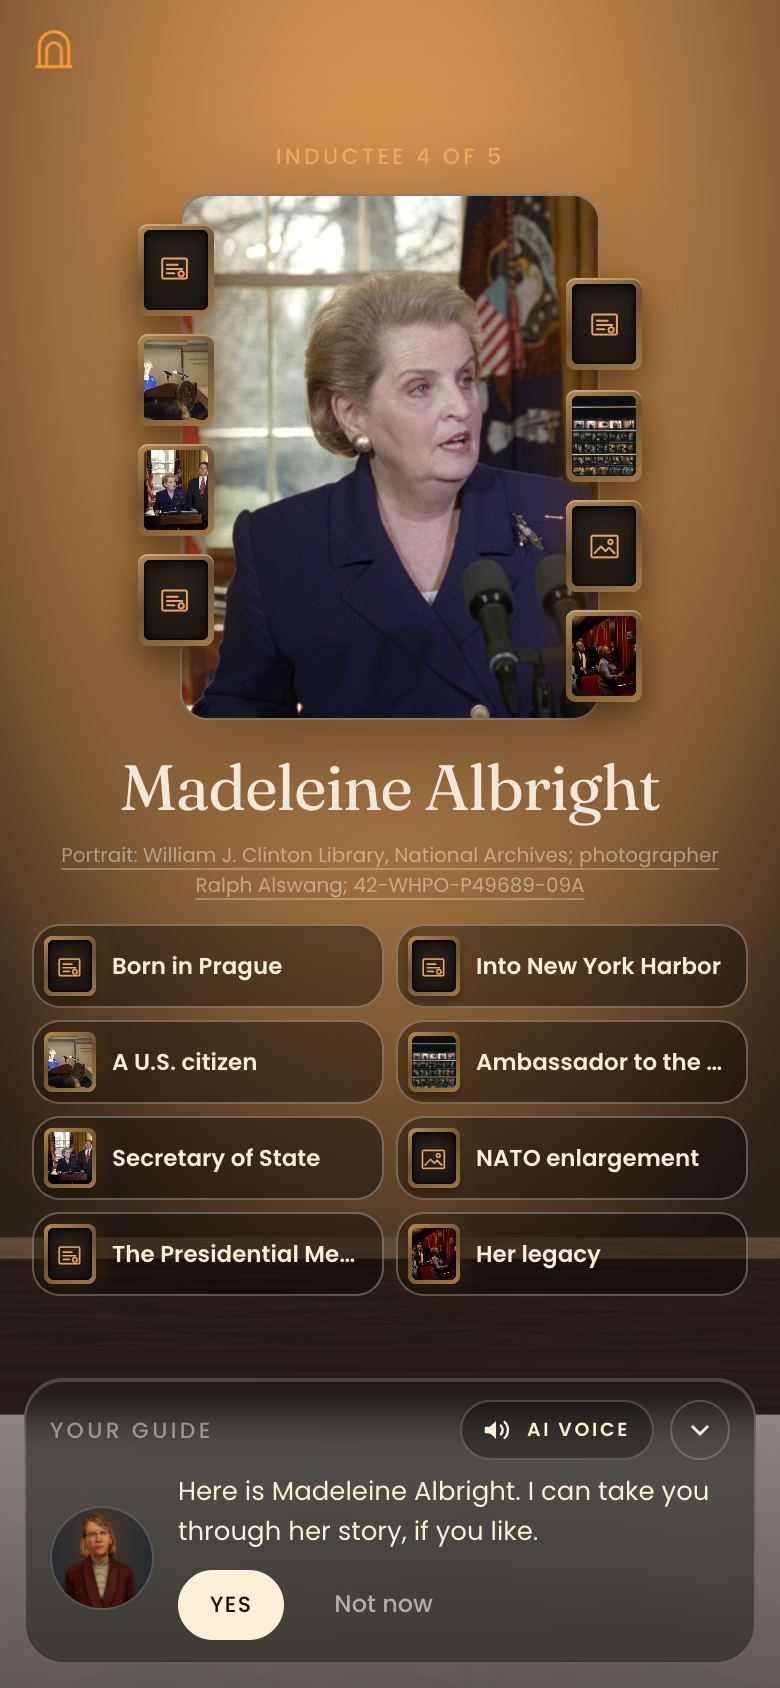 INDUCTEE 4 OF 5
Madeleine Albright
Portrait: William J. Clinton Library, National Archives; photographer
Ralph Alswang; 42-WHPO-P49689-09A
Born in Prague
Into New York Harbor
A U.S. citizen
Ambassador to the ...
Secretary of State
NATO enlargement
The Presidential Me...
Her legacy
YOUR GUIDE
AI VOICE
Here is Madeleine Albright. I can take you
through her story, if you like.
YES
Not now